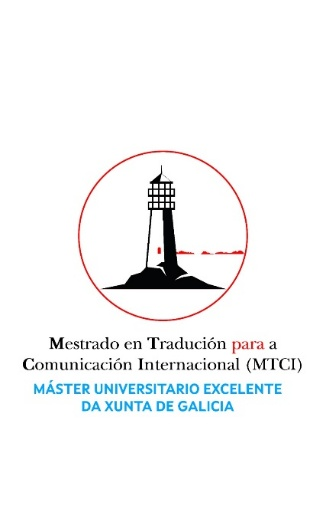 Mestrado en Tradución para a
Comunicación Internacional (MTCI)
MÁSTER UNIVERSITARIO EXCELENTE
DA XUNTA DE GALICIA